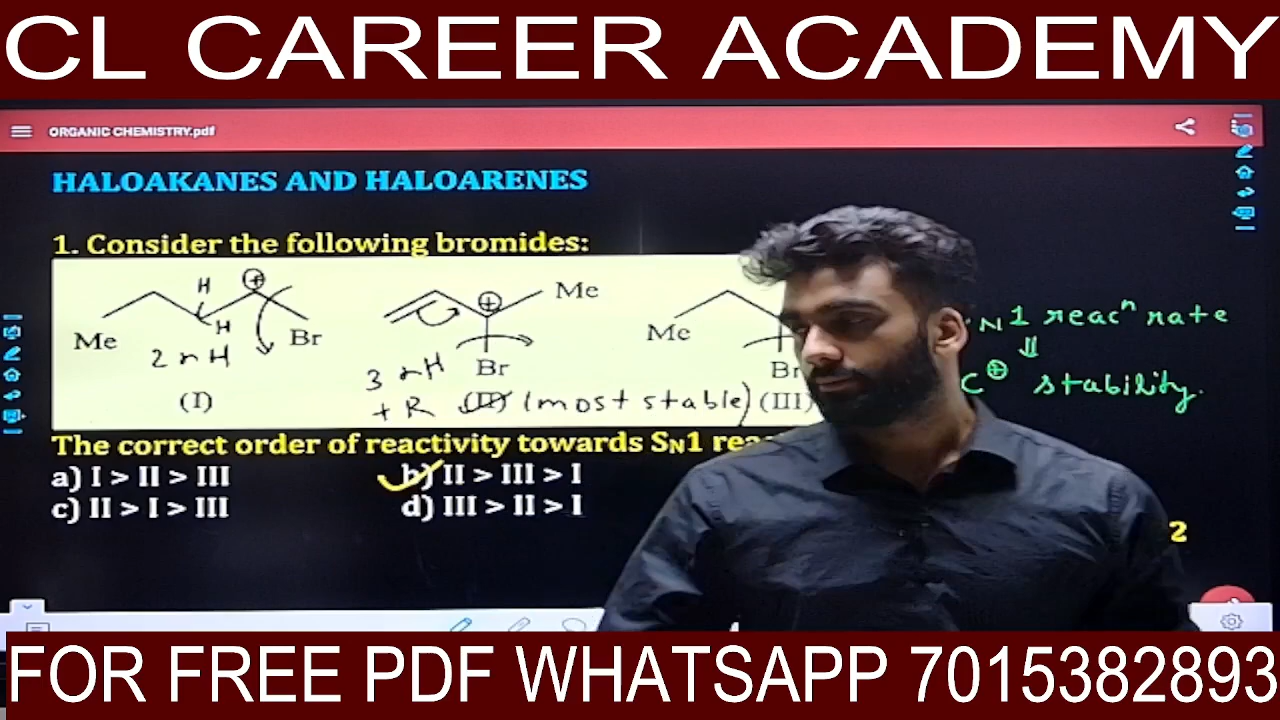 CL CAREER ACADEMY
ORGANIC CHEMISTRY.pdf
HALOAKANES AND HALOARENES
1. Consider the following bromides:
H
H
Me
Br
2 α H
(I)
Me
Br
3 α H
+ R (II) (most stable)
Me
Br
(III)
N1 reacⁿ rate
⇓
C⊕ stability.
The correct order of reactivity towards SN1
a) I > II > III
b) II > III > I
c) II > I > III
d) III > II > I
2
FOR FREE PDF WHATSAPP 7015382893